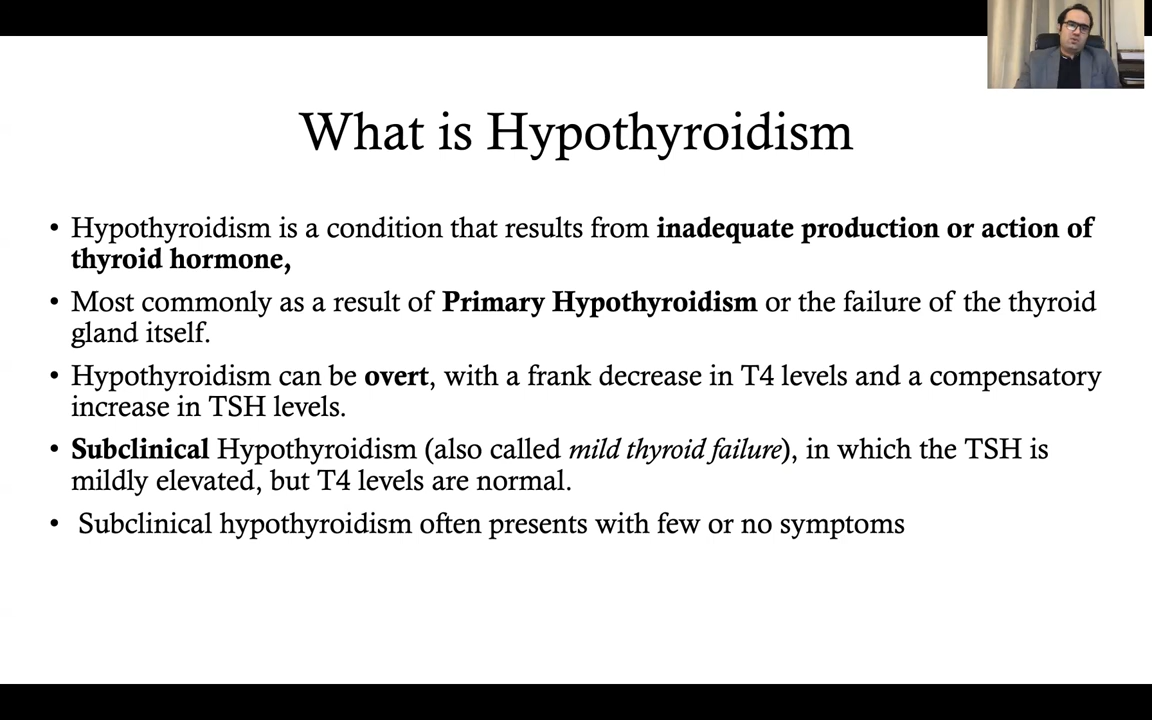 What is Hypothyroidism
• Hypothyroidism is a condition that results from inadequate production or action of
thyroid hormone,
• Most commonly as a result of Primary Hypothyroidism or the failure of the thyroid
gland itself.
• Hypothyroidism can be overt, with a frank decrease in T4 levels and a compensatory
increase in TSH levels.
• Subclinical Hypothyroidism (also called mild thyroid failure), in which the TSH is
mildly elevated, but T4 levels are normal.
• Subclinical hypothyroidism often presents with few or no symptoms